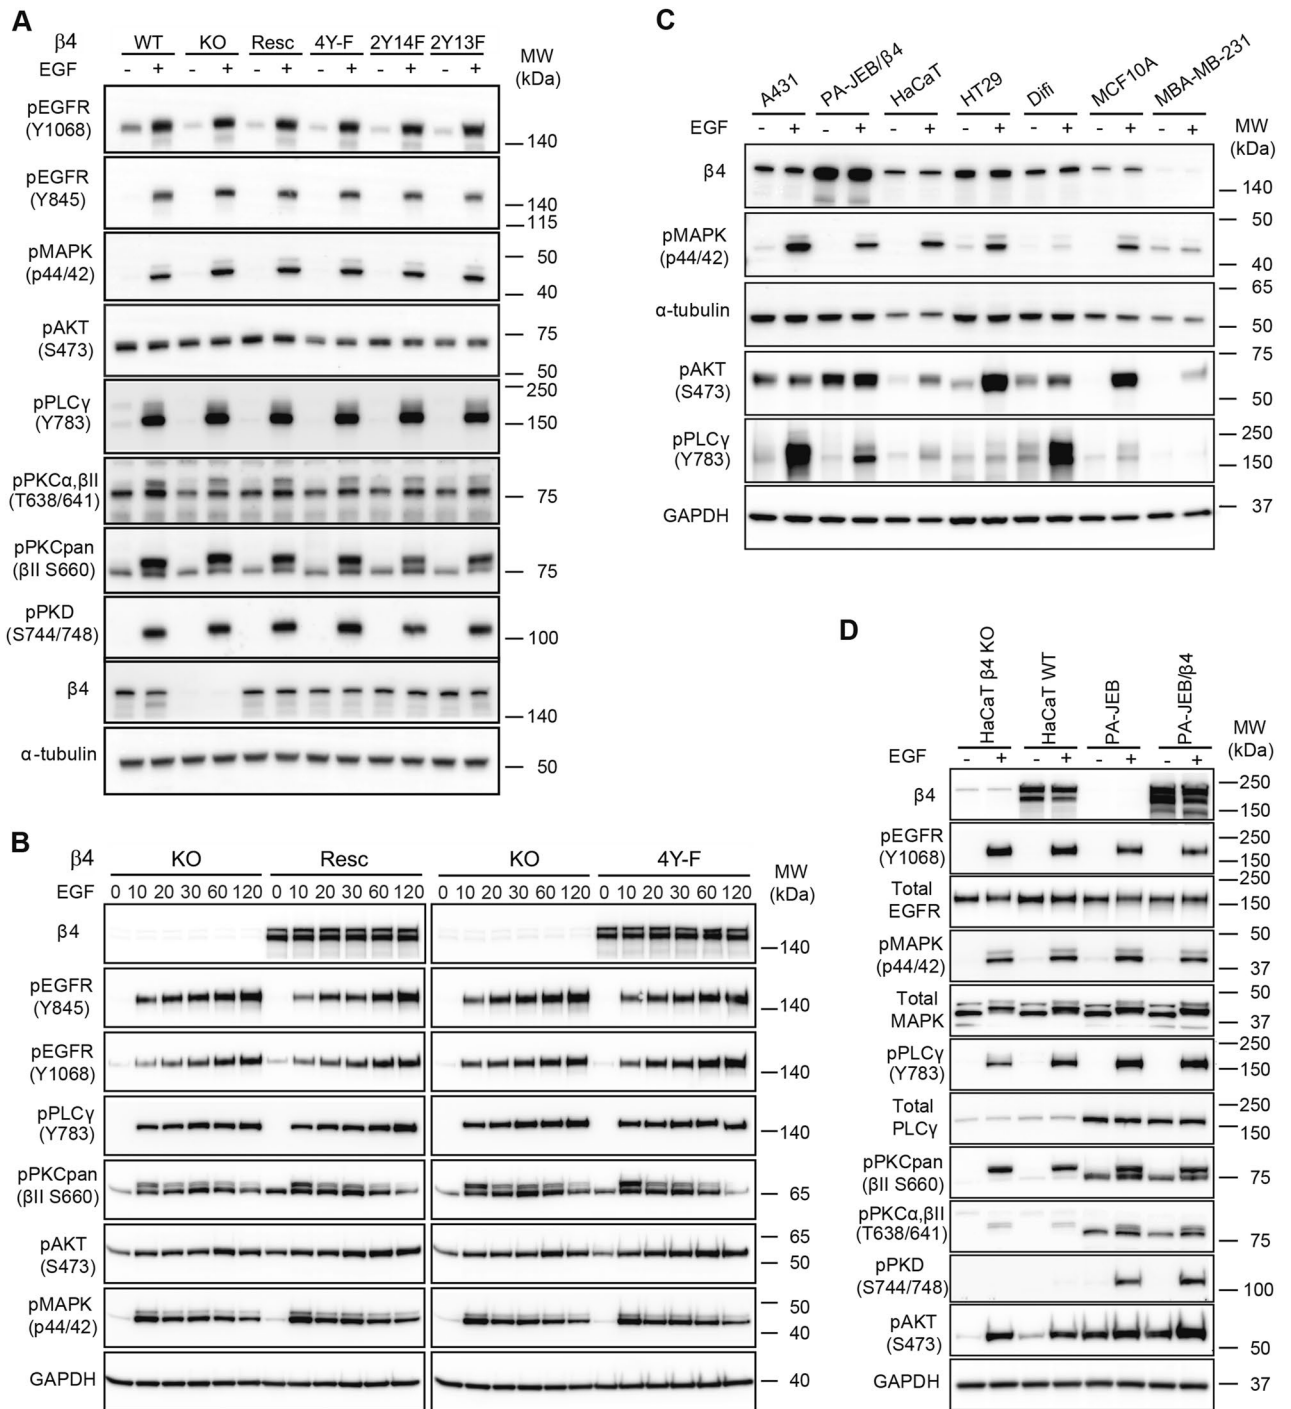 A
β4 WT KO Resc 4Y-F 2Y14F 2Y13F
MW
(kDa)
EGF - + - + - + - + - + - +
pEGFR
(Y1068)
140
pEGFR
(Y845)
140
115
pMAPK
(p44/42)
50
40
pAKT
(S473)
75
50
pPLCγ
(Y783)
250
150
pPKCα,βII
(T638/641)
75
pPKCpan
(βII S660)
75
pPKD
(S744/748)
100
β4
140
α-tubulin
50
B
β4 KO Resc KO 4Y-F
MW
(kDa)
EGF 0 10 20 30 60 120 0 10 20 30 60 120 0 10 20 30 60 120 0 10 20 30 60 120
β4
140
pEGFR
(Y845)
140
pEGFR
(Y1068)
140
pPLCγ
(Y783)
140
pPKCpan
(βII S660)
65
pAKT
(S473)
65
50
pMAPK
(p44/42)
50
40
GAPDH
40
C
A431 PA-JEB/β4 HaCaT HT29 Difi MCF10A MBA-MB-231
EGF - + - + - + - + - + - + - +
MW
(kDa)
β4
140
pMAPK
(p44/42)
50
40
α-tubulin
65
50
pAKT
(S473)
75
50
pPLCγ
(Y783)
250
150
GAPDH
37
D
HaCaT β4 KO HaCaT WT PA-JEB PA-JEB/β4
MW
(kDa)
EGF - + - + - + - +
β4
250
150
pEGFR
(Y1068)
250
150
Total
EGFR
250
150
pMAPK
(p44/42)
50
37
Total
MAPK
50
37
pPLCγ
(Y783)
250
150
Total
PLCγ
250
150
pPKCpan
(βII S660)
75
pPKCα,βII
(T638/641)
75
pPKD
(S744/748)
100
pAKT
(S473)
50
GAPDH
37